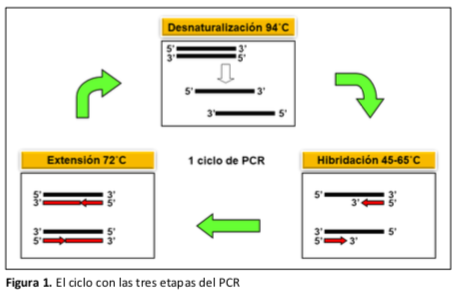 Desnaturalización 94°C
5' 3'
3' 5'
5' 3'
3' 5'
Extensión 72°C
1 ciclo de PCR
Hibridación 45-65°C
5' 3'
3' 5'
5' 3'
5' 3'
5' 3'
3' 5'
3' 5'
5' 3'
Figura 1. El ciclo con las tres etapas del PCR